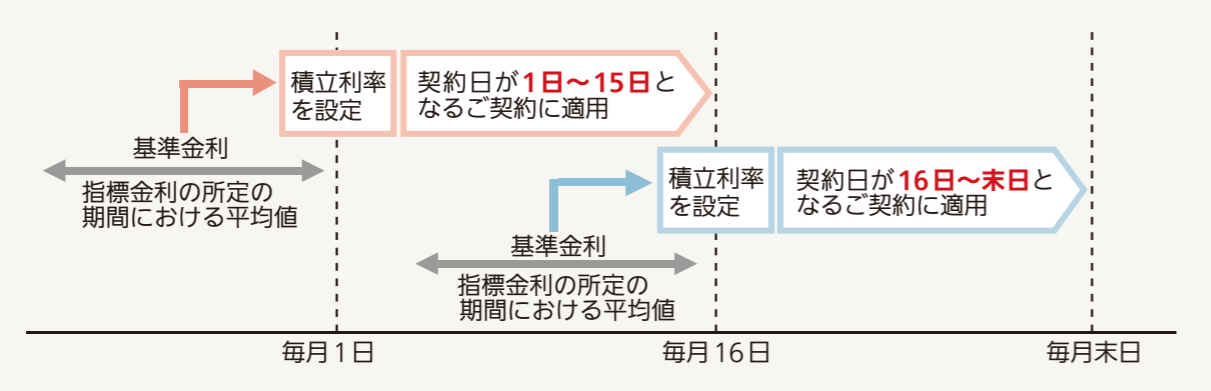 積立利率
を設定
契約日が1日～15日と
なるご契約に適用
基準金利
指標金利の所定の
期間における平均値
積立利率
を設定
契約日が16日～末日と
なるご契約に適用
基準金利
指標金利の所定の
期間における平均値
毎月1日
毎月16日
毎月末日